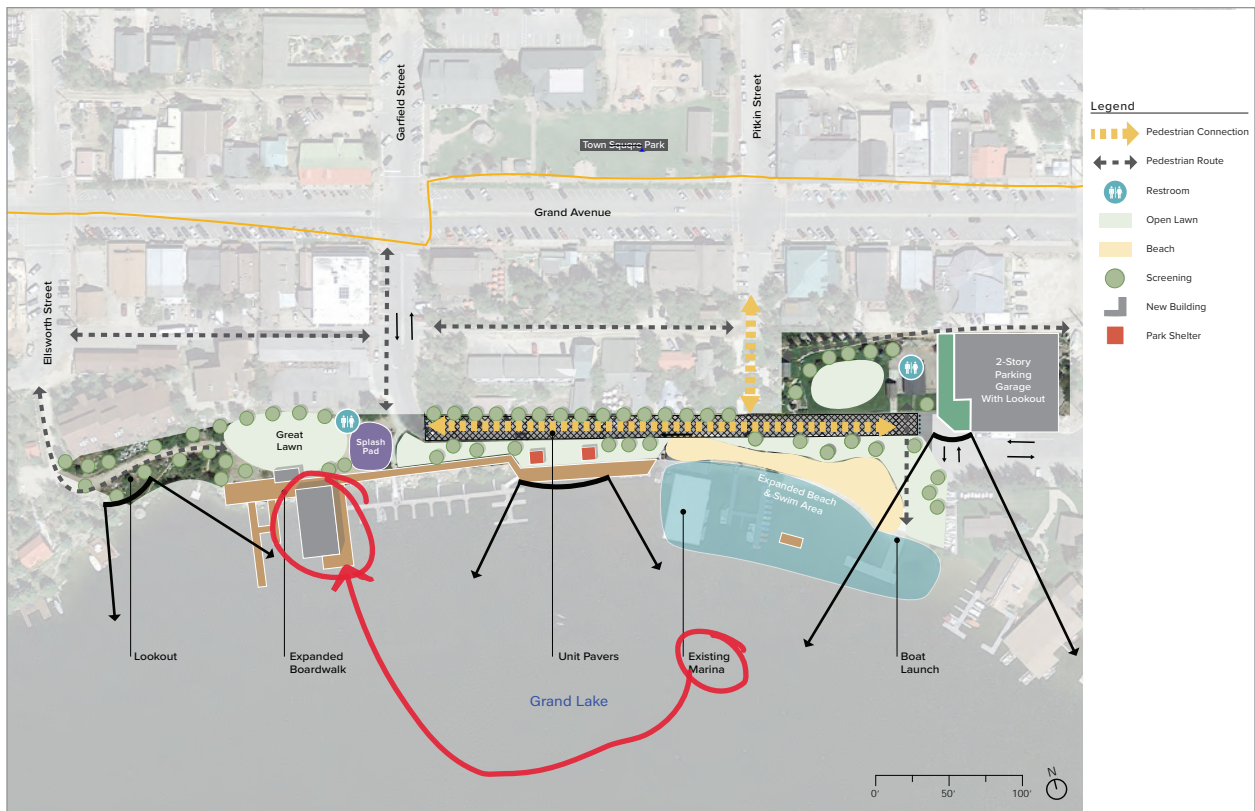 Garfield Street
Pitkin Street
Town Square Park
Grand Avenue
Ellsworth Street
2-Story
Parking
Garage
With Lookout
Great
Lawn
Splash
Pad
Expanded Beach
& Swim Area
Lookout
Expanded
Boardwalk
Unit Pavers
Existing
Marina
Boat
Launch
Grand Lake
0'
50'
100'
N
Legend
Pedestrian Connection
Pedestrian Route
Restroom
Open Lawn
Beach
Screening
New Building
Park Shelter